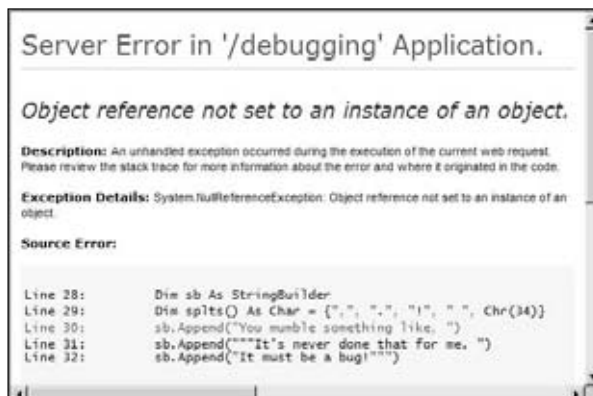 Server Error in '/debugging' Application.
Object reference not set to an instance of an object.
Description: An unhandled exception occurred during the execution of the current web request.
Please review the stack trace for more information about the error and where it originated in the code.
Exception Details: System.NullReferenceException: Object reference not set to an instance of an
object.
Source Error:
Line 28: Dim sb As StringBuilder
Line 29: Dim splts() As Char = {",", ".", "!", " ", Chr(34)}
Line 30: sb.Append("You mumble something like, ")
Line 31: sb.Append("""It's never done that for me, ")
Line 32: sb.Append("It must be a bug!""")